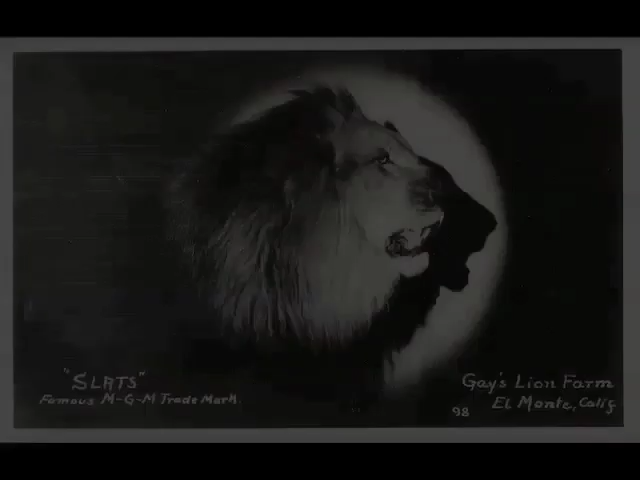 "SLATS"
Famous M-G-M Trade Mark.
Gay's Lion Farm
El Monte, Calif
98